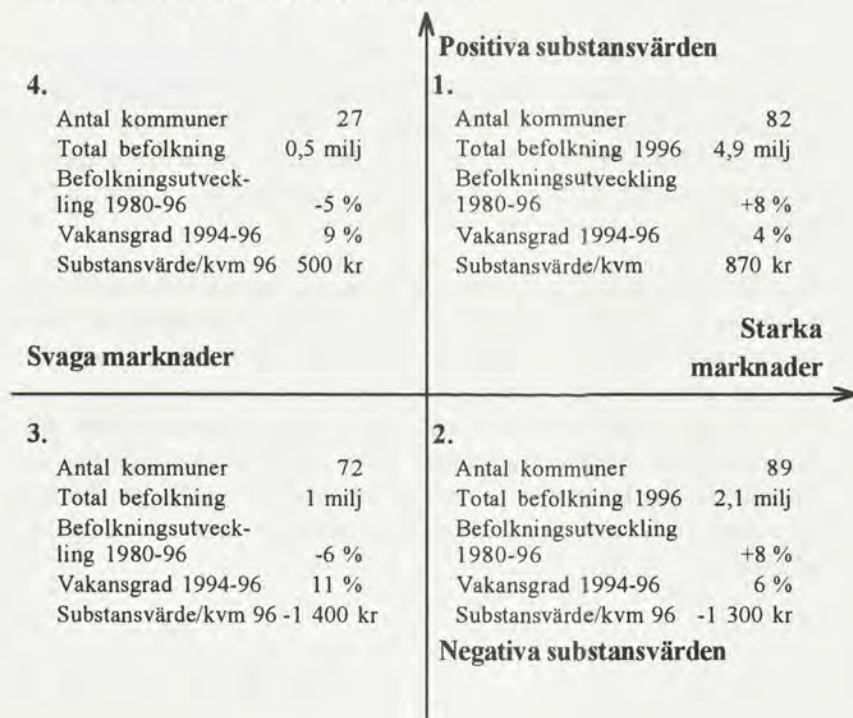 Positiva substansvärden
4.
Antal kommuner 27
Total befolkning 0,5 milj
Befolkningsutveck-
ling 1980-96 -5 %
Vakansgrad 1994-96 9 %
Substansvärde/kvm 96 500 kr
1.
Antal kommuner 82
Total befolkning 1996 4,9 milj
Befolkningsutveckling
1980-96 +8 %
Vakansgrad 1994-96 4 %
Substansvärde/kvm 870 kr
Svaga marknader
Starka
marknader
3.
Antal kommuner 72
Total befolkning 1 milj
Befolkningsutveck-
ling 1980-96 -6 %
Vakansgrad 1994-96 11 %
Substansvärde/kvm 96 -1 400 kr
2.
Antal kommuner 89
Total befolkning 1996 2,1 milj
Befolkningsutveckling
1980-96 +8 %
Vakansgrad 1994-96 6 %
Substansvärde/kvm 96 -1 300 kr
Negativa substansvärden